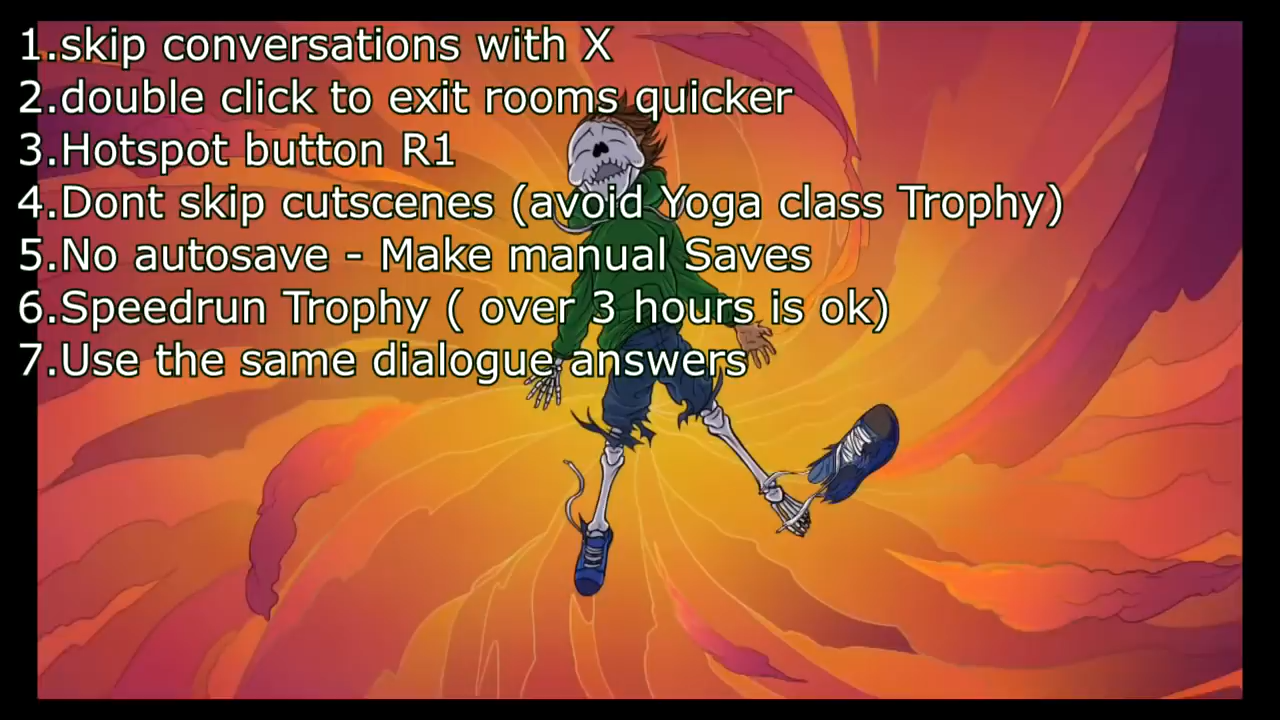 1.skip conversations with X
2.double click to exit rooms quicker
3.Hotspot button R1
4.Dont skip cutscenes (avoid Yoga class Trophy)
5.No autosave - Make manual Saves
6.Speedrun Trophy ( over 3 hours is ok)
7.Use the same dialogue answers